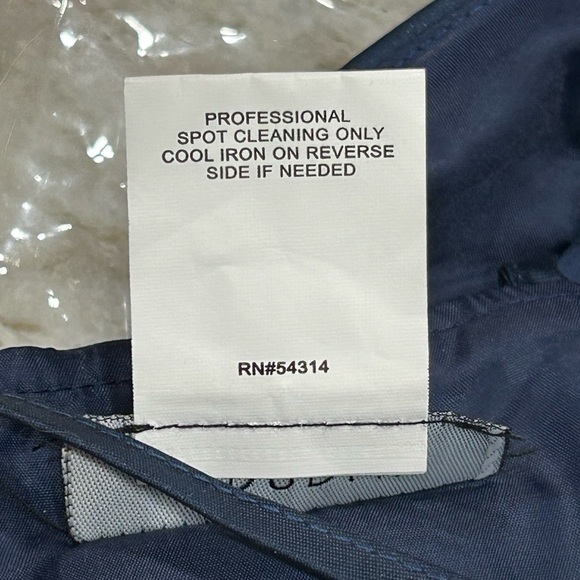 PROFESSIONAL
SPOT CLEANING ONLY
COOL IRON ON REVERSE
SIDE IF NEEDED
RN#54314